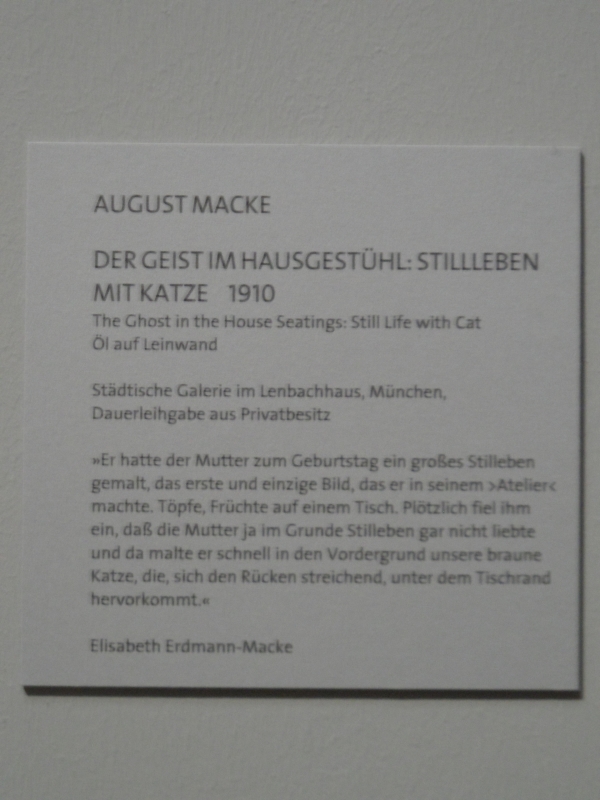 AUGUST MACKE
DER GEIST IM HAUSGESTÜHL: STILLLEBEN
MIT KATZE 1910
The Ghost in the House Seatings: Still Life with Cat
Öl auf Leinwand
Städtische Galerie im Lenbachhaus, München,
Dauerleihgabe aus Privatbesitz
»Er hatte der Mutter zum Geburtstag ein großes Stilleben
gemalt, das erste und einzige Bild, das er in seinem ›Atelier‹
machte. Töpfe, Früchte auf einem Tisch. Plötzlich fiel ihm
ein, daß die Mutter ja im Grunde Stilleben gar nicht liebte
und da malte er schnell in den Vordergrund unsere braune
Katze, die, sich den Rücken streichend, unter dem Tischrand
hervorkommt.«
Elisabeth Erdmann-Macke